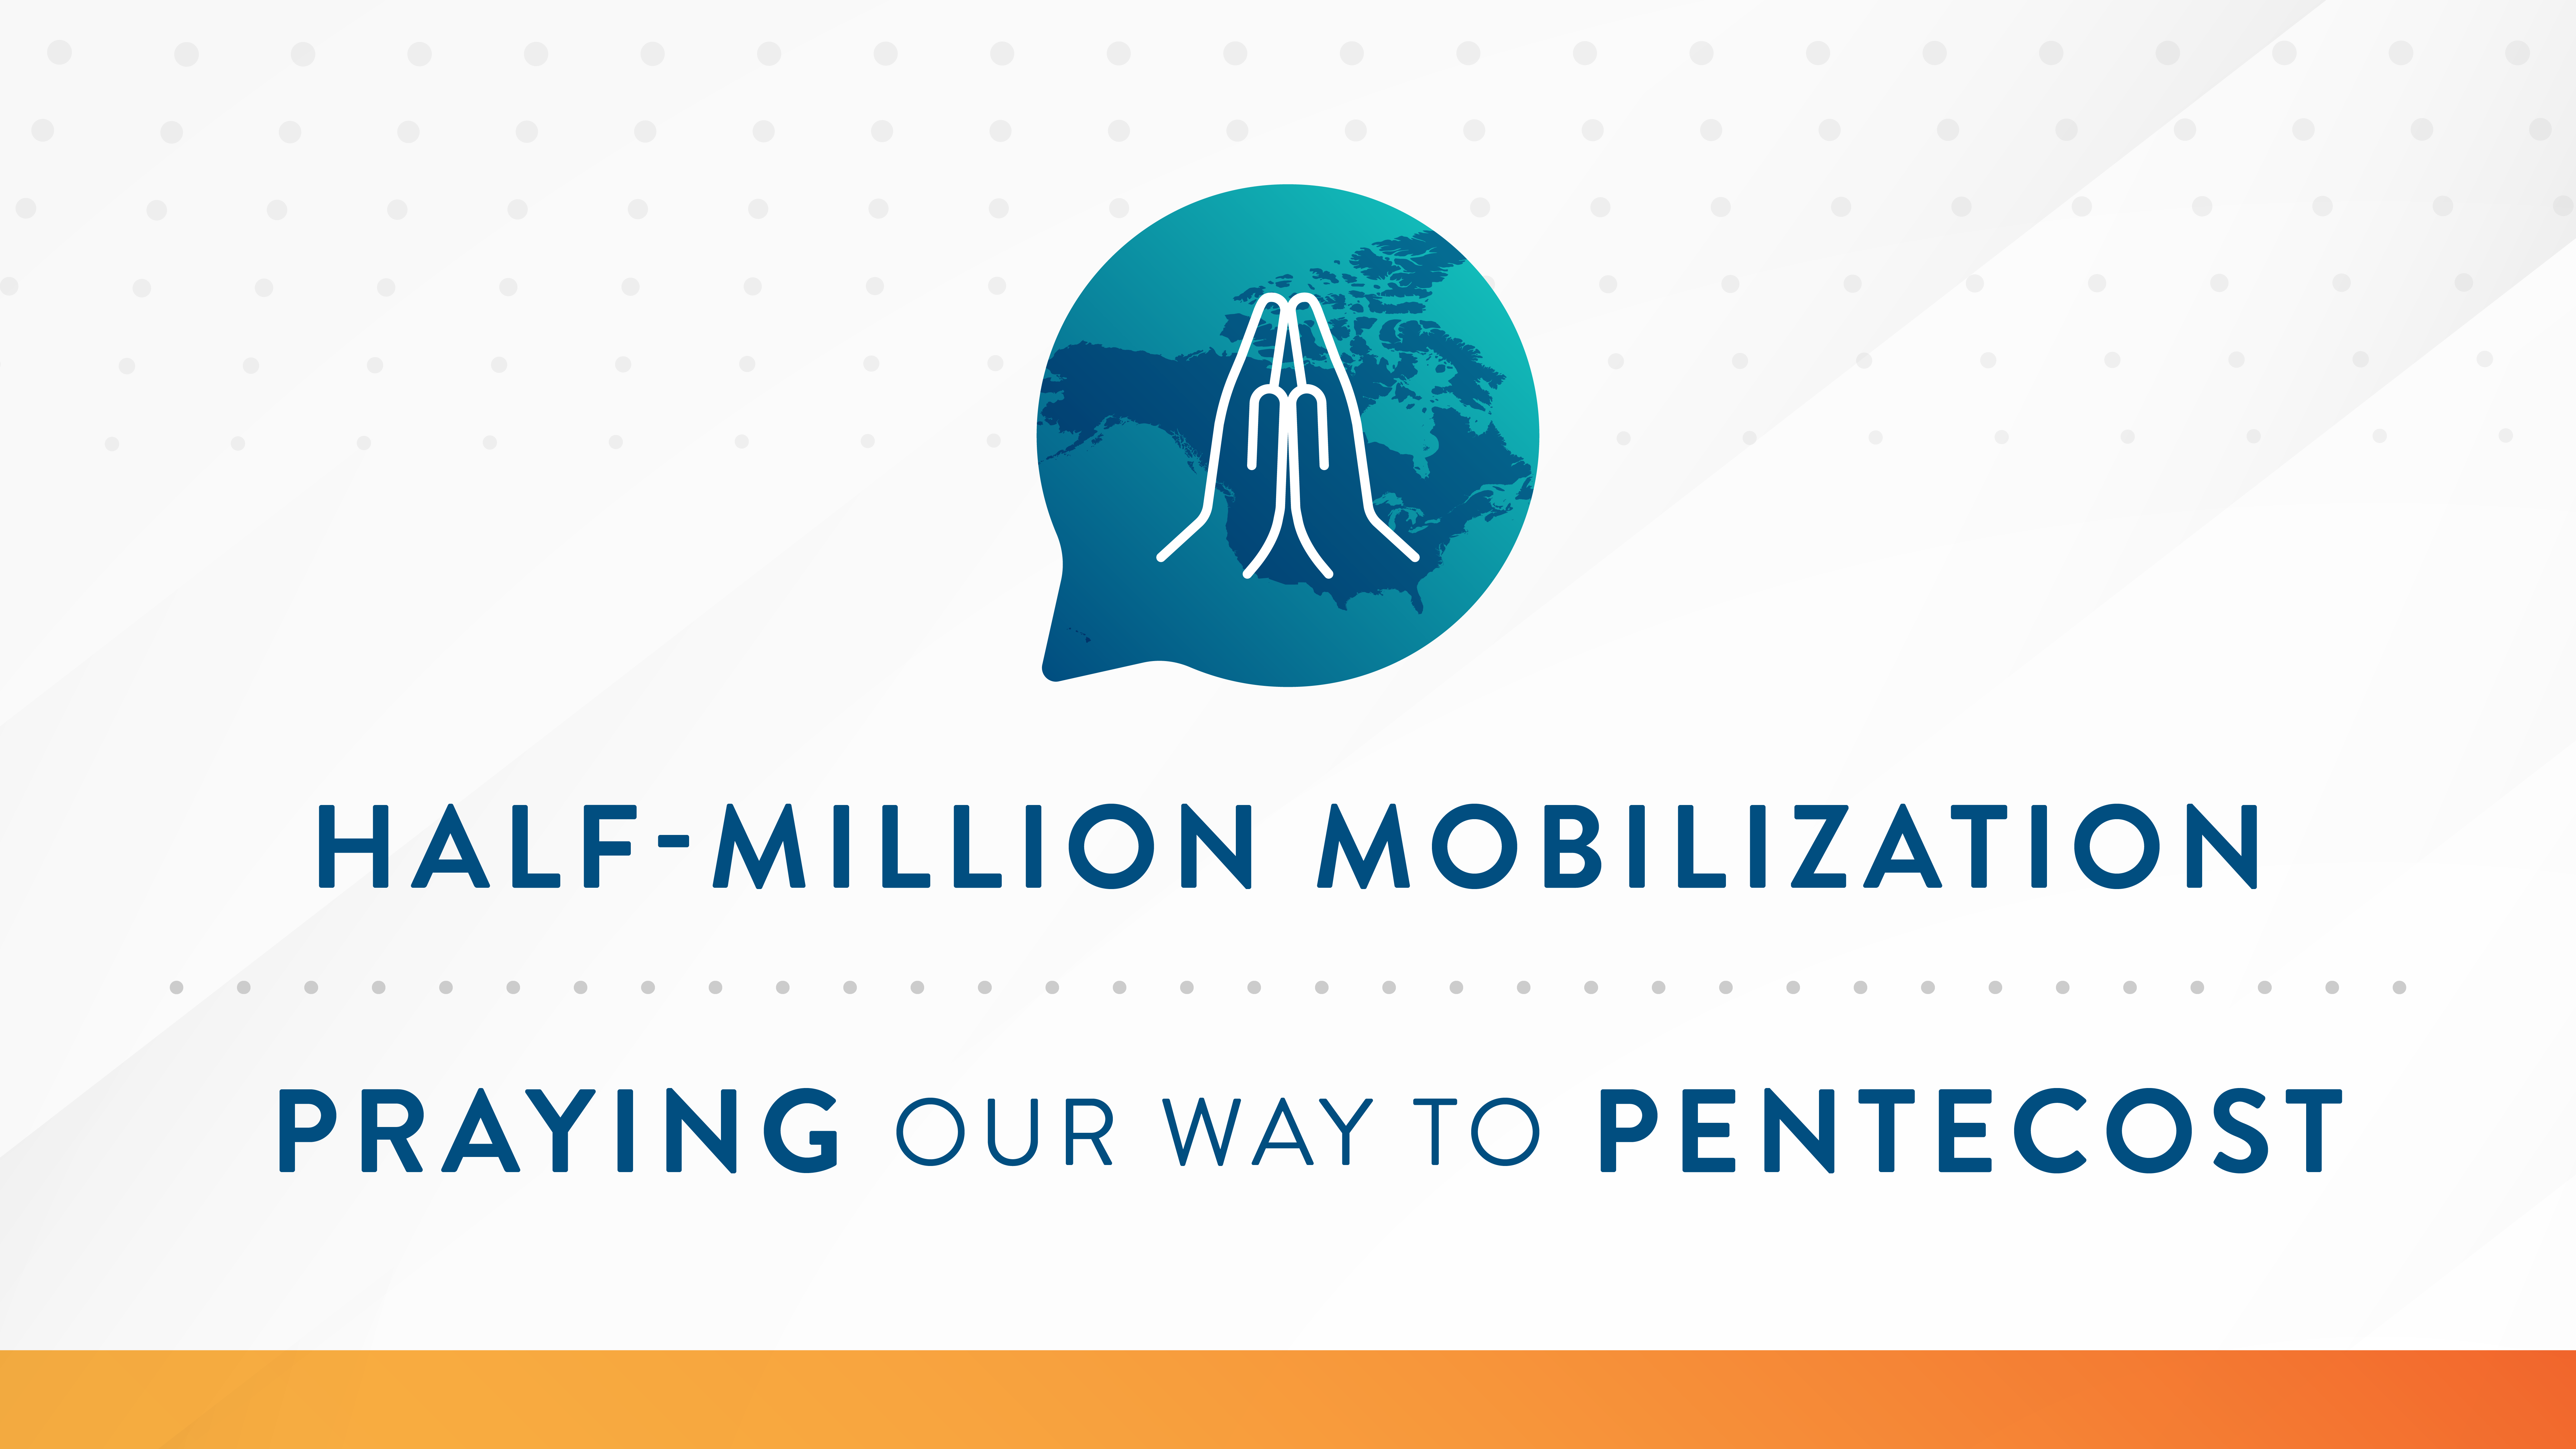 HALF-MILLION MOBILIZATION
PRAYING OUR WAY TO PENTECOST